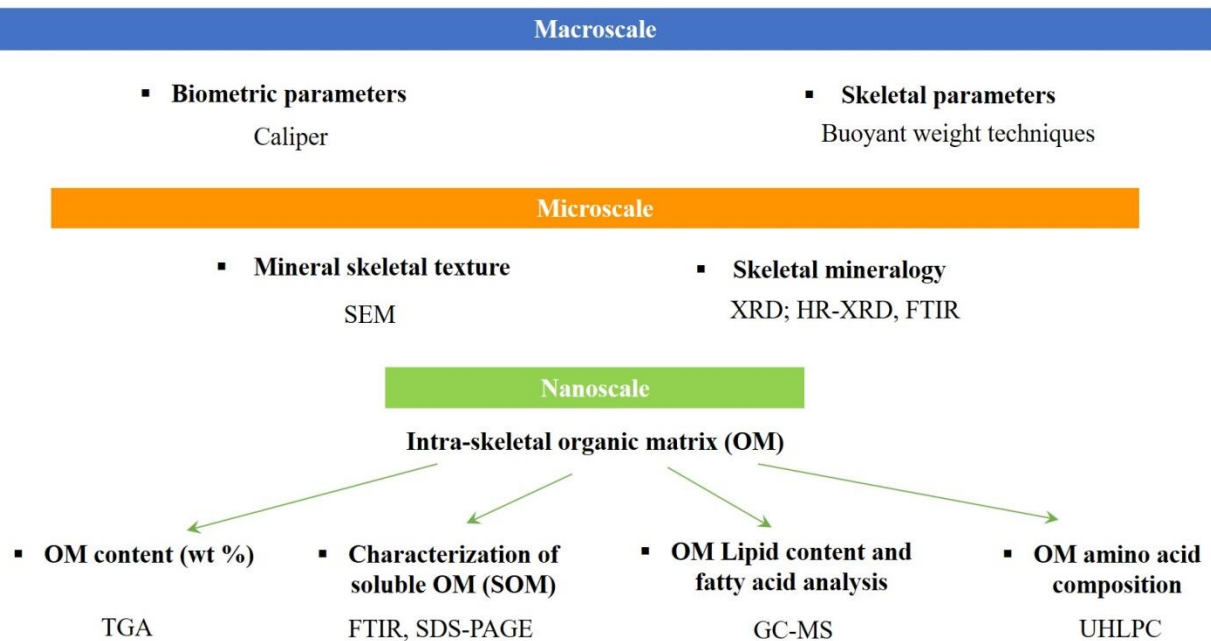 Macroscale
▪ Biometric parameters
Caliper
▪ Skeletal parameters
Buoyant weight techniques
Microscale
▪ Mineral skeletal texture
SEM
▪ Skeletal mineralogy
XRD; HR-XRD, FTIR
Nanoscale
Intra-skeletal organic matrix (OM)
▪ OM content (wt %)
TGA
▪ Characterization of
soluble OM (SOM)
FTIR, SDS-PAGE
▪ OM Lipid content and
fatty acid analysis
GC-MS
▪ OM amino acid
composition
UHLPC